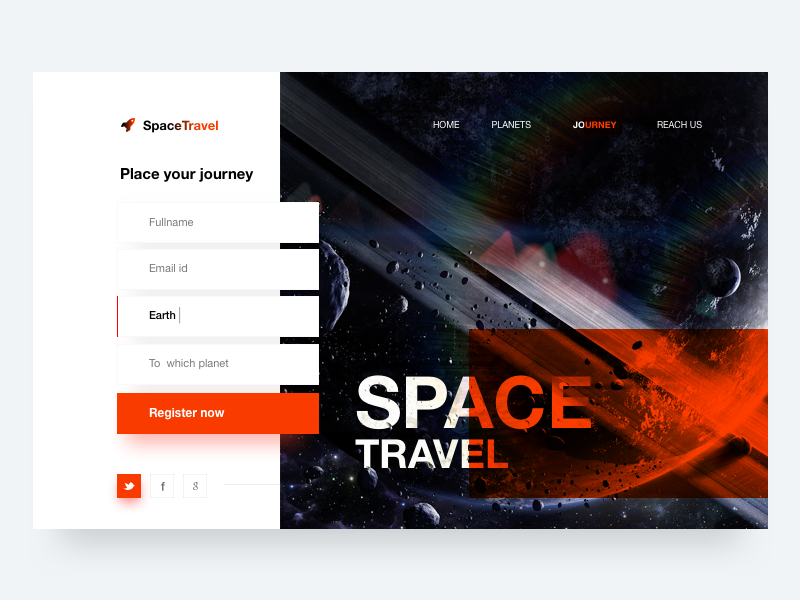 SpaceTravel
HOME PLANETS JOURNEY REACH US
Place your journey
Fullname
Email id
Earth
To which planet
Register now
SPACE
TRAVEL
f
g